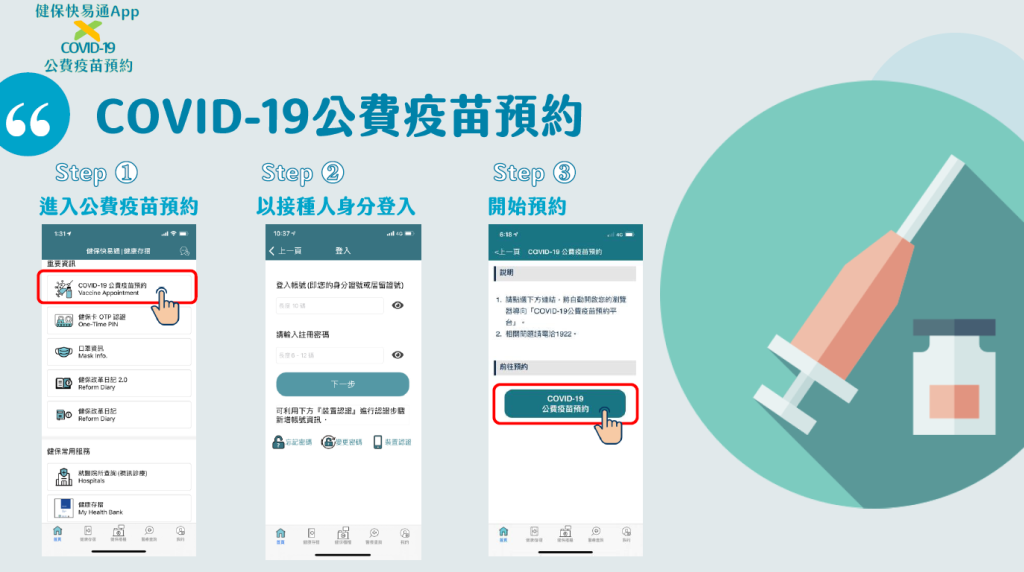 健保快易通App
COVID-19
公費疫苗預約
COVID-19公費疫苗預約
Step ①
進入公費疫苗預約
1:31
健保快易通|健康存摺
重要資訊
COVID-19 公費疫苗預約
Vaccine Appointment
健保卡 OTP 認證
One-Time PIN
口罩資訊
Mask Info.
健保改革日記 2.0
Reform Diary
健保改革日記
Reform Diary
健保常用服務
就醫院所查詢(視訊診療)
Hospitals
健康存摺
My Health Bank
首頁
Step ②
以接種人身分登入
10:37
4G
上一頁
登入
登入帳號(即您的身分證號或居留證號)
長度 10 碼
請輸入註冊密碼
長度 8 - 12 碼
下一步
可利用下方『裝置認證』進行認證步驟
新增帳號資訊。
忘記密碼
變更密碼
裝置認證
首頁
Step ③
開始預約
6:18
4G
<上一頁
COVID-19 公費疫苗預約
說明
1. 請點選下方連結，將自動開啟您的瀏覽
器導向「COVID-19公費疫苗預約平
台」。
2. 相關問題請電洽1922。
前往預約
COVID-19
公費疫苗預約
首頁